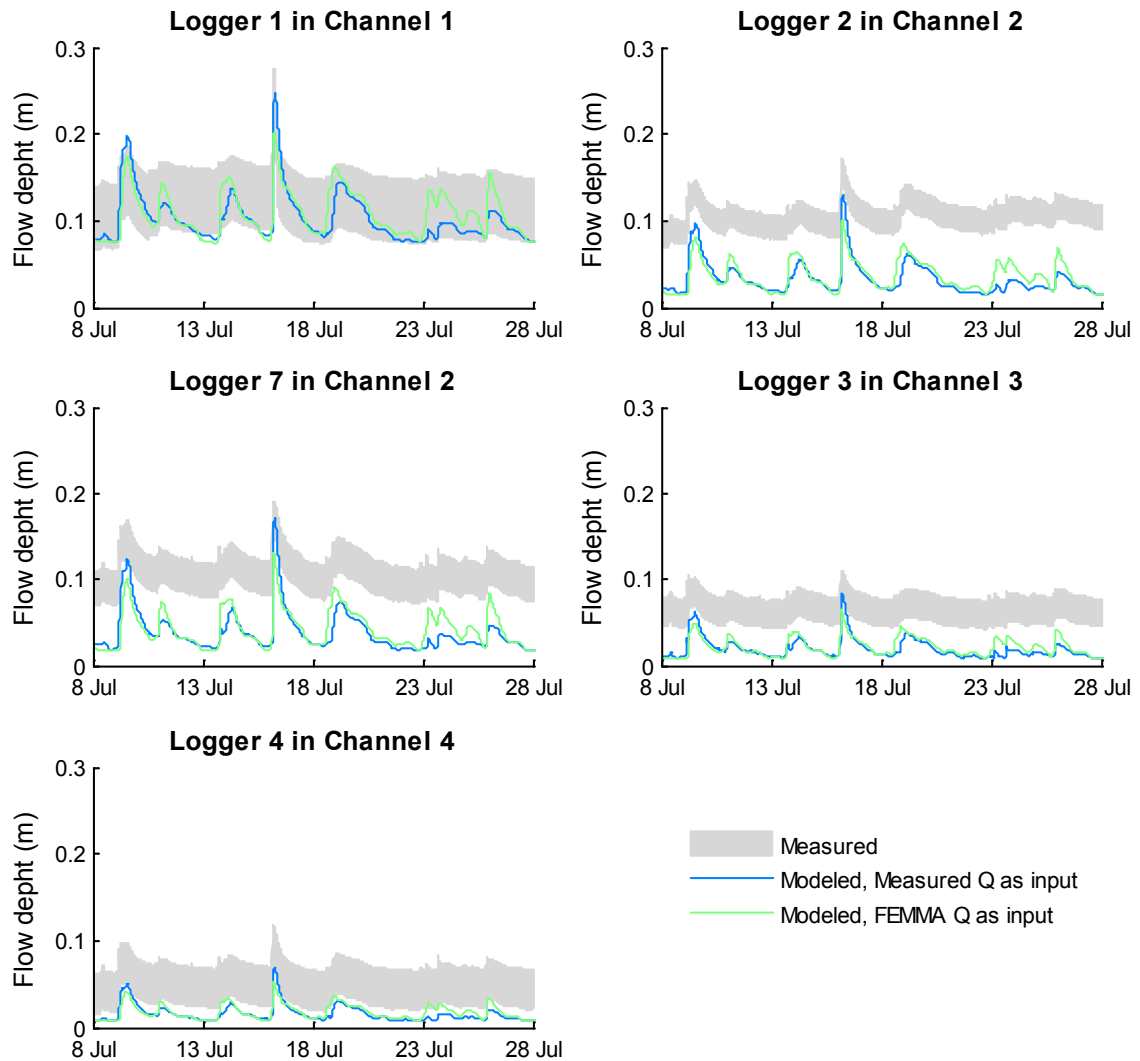 Logger 1 in Channel 1
Flow depht (m)
0.3
0.2
0.1
0
8 Jul 13 Jul 18 Jul 23 Jul 28 Jul
Logger 2 in Channel 2
Flow depht (m)
0.3
0.2
0.1
0
8 Jul 13 Jul 18 Jul 23 Jul 28 Jul
Logger 7 in Channel 2
Flow depht (m)
0.3
0.2
0.1
0
8 Jul 13 Jul 18 Jul 23 Jul 28 Jul
Logger 3 in Channel 3
Flow depht (m)
0.3
0.2
0.1
0
8 Jul 13 Jul 18 Jul 23 Jul 28 Jul
Logger 4 in Channel 4
Flow depht (m)
0.3
0.2
0.1
0
8 Jul 13 Jul 18 Jul 23 Jul 28 Jul
Measured
Modeled, Measured Q as input
Modeled, FEMMA Q as input